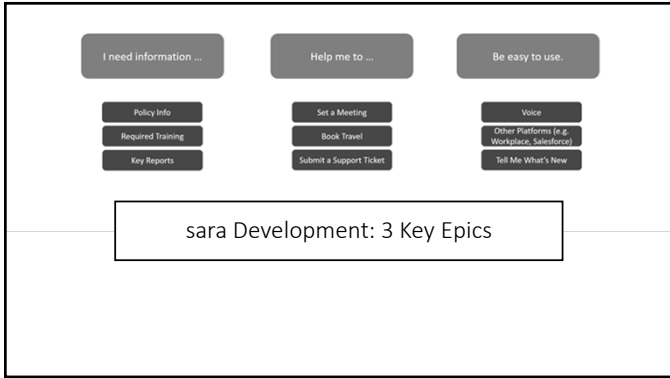 I need information ...
Help me to ...
Be easy to use.
Policy Info
Set a Meeting
Voice
Required Training
Book Travel
Other Platforms (e.g.
Workplace, Salesforce)
Key Reports
Submit a Support Ticket
Tell Me What's New
sara Development: 3 Key Epics